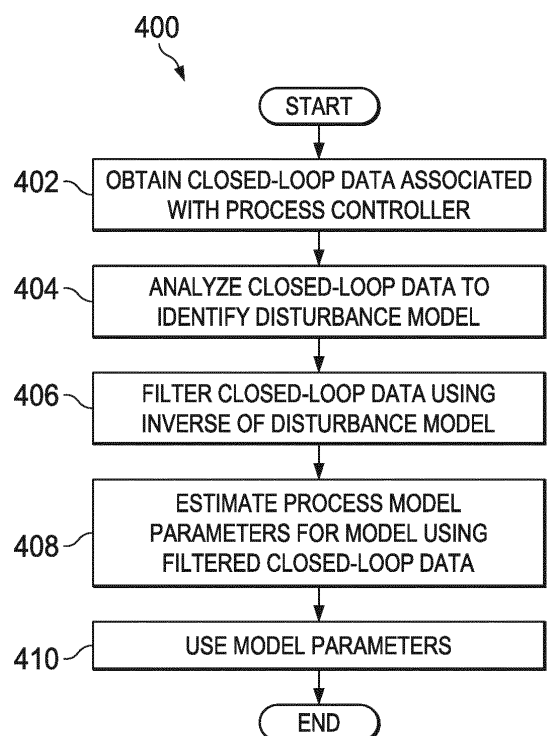 400
START
402
OBTAIN CLOSED-LOOP DATA ASSOCIATED
WITH PROCESS CONTROLLER
404
ANALYZE CLOSED-LOOP DATA TO
IDENTIFY DISTURBANCE MODEL
406
FILTER CLOSED-LOOP DATA USING
INVERSE OF DISTURBANCE MODEL
408
ESTIMATE PROCESS MODEL
PARAMETERS FOR MODEL USING
FILTERED CLOSED-LOOP DATA
410
USE MODEL PARAMETERS
END